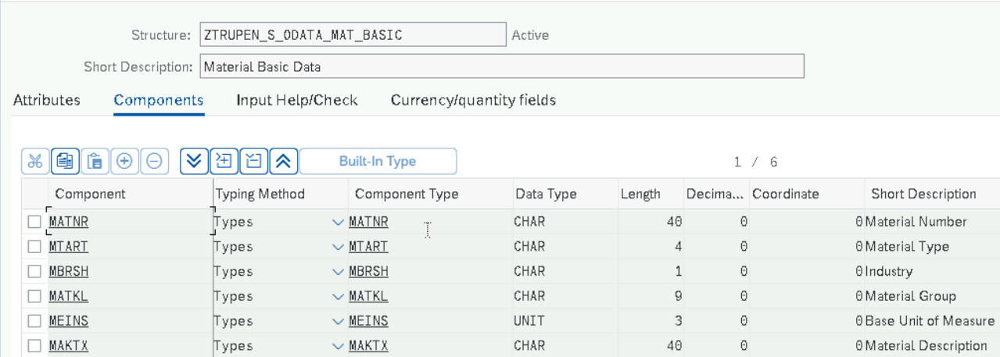 Structure: ZTRUPEN_S_ODATA_MAT_BASIC Active
Short Description: Material Basic Data
Attributes Components Input Help/Check Currency/quantity fields
Built-In Type 1 / 6
Component Typing Method Component Type Data Type Length Decima... Coordinate Short Description
MATNR Types MATNR CHAR 40 0 0 Material Number
MTART Types MTART CHAR 4 0 0 Material Type
MBRSH Types MBRSH CHAR 1 0 0 Industry
MATKL Types MATKL CHAR 9 0 0 Material Group
MEINS Types MEINS UNIT 3 0 0 Base Unit of Measure
MAKTX Types MAKTX CHAR 40 0 0 Material Description